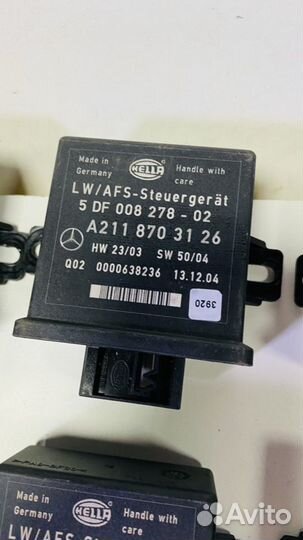 Made in
Germany
HELLA
Handle with
care
LW/AFS-Steuergerät
5 DF 008 278 - 02
A211 870 31 26
HW 23/03 SW 50/04
Q02 0000638236 13.12.04
3920
Made in
Germany
HELLA
Handle with
care
LW/AFS-S
Avito